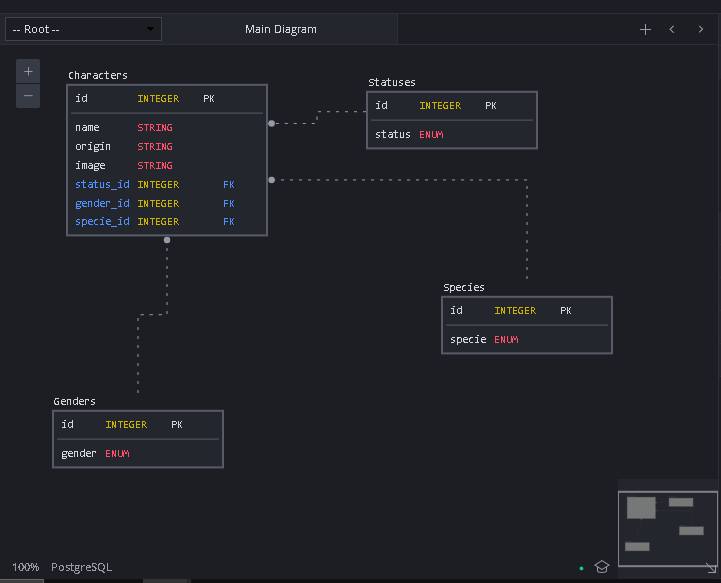 -- Root --
Main Diagram
Characters
id INTEGER PK
name STRING
origin STRING
image STRING
status_id INTEGER FK
gender_id INTEGER FK
specie_id INTEGER FK
Statuses
id INTEGER PK
status ENUM
Species
id INTEGER PK
specie ENUM
Genders
id INTEGER PK
gender ENUM
100% PostgreSQL